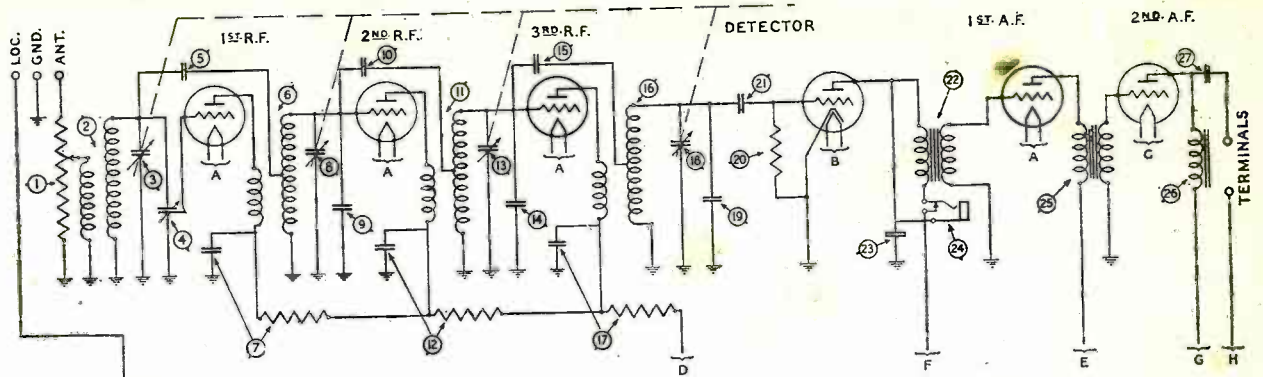 LOC.
GND.
ANT.
1ST. R.F.
2ND. R.F.
3RD. R.F.
DETECTOR
1ST. A.F.
2ND. A.F.
TERMINALS
1
2
3
4
5
6
7
8
9
10
11
12
13
14
15
16
17
18
19
20
21
22
23
24
25
26
27
A
A
A
B
A
C
D
F
E
G
H